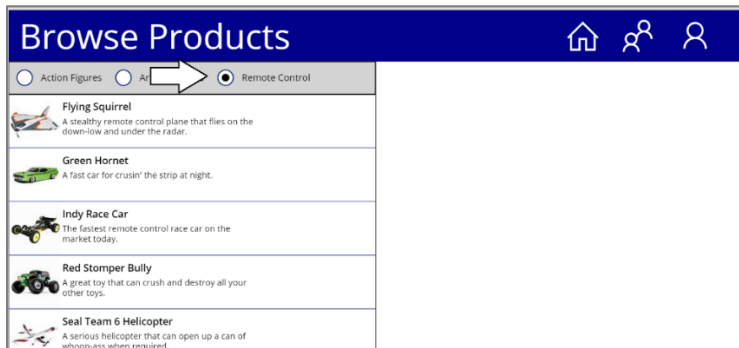 Browse Products
Action Figures
Remote Control
Flying Squirrel
A stealthy remote control plane that flies on the
down-low and under the radar.
Green Hornet
A fast car for crusin' the strip at night.
Indy Race Car
The fastest remote control race car on the
market today.
Red Stomper Bully
A great toy that can crush and destroy all your
other toys.
Seal Team 6 Helicopter
A serious helicopter that can open up a can of
whoop-ass when required.